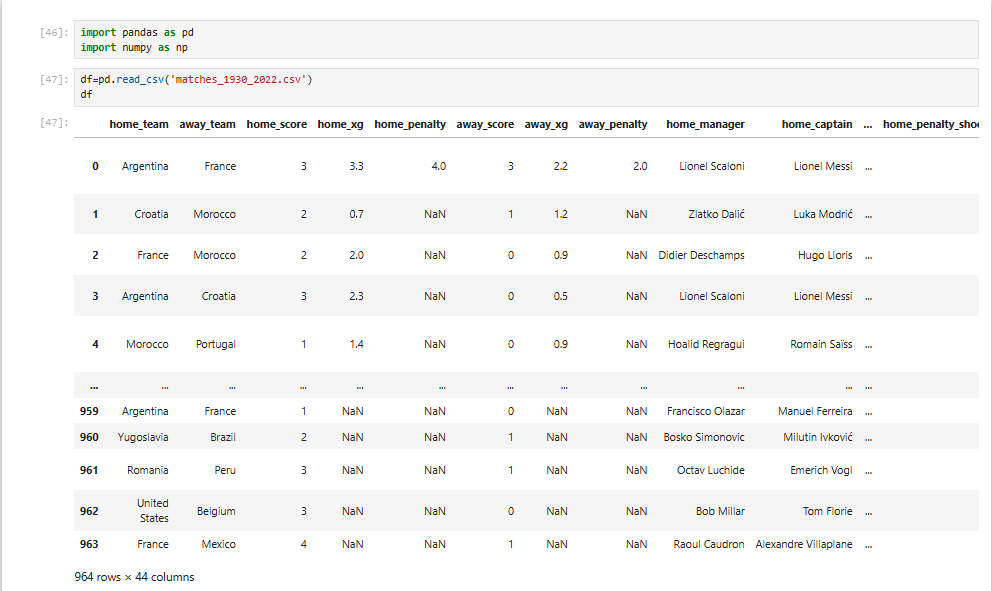 [46]: import pandas as pd
import numpy as np
[47]: df=pd.read_csv('matches_1930_2022.csv')
df
[47]: home_team away_team home_score home_xg home_penalty away_score away_xg away_penalty home_manager home_captain ... home_penalty_shoo
0 Argentina France 3 3.3 4.0 3 2.2 2.0 Lionel Scaloni Lionel Messi ...
1 Croatia Morocco 2 0.7 NaN 1 1.2 NaN Zlatko Dalić Luka Modrić ...
2 France Morocco 2 2.0 NaN 0 0.9 NaN Didier Deschamps Hugo Lloris ...
3 Argentina Croatia 3 2.3 NaN 0 0.5 NaN Lionel Scaloni Lionel Messi ...
4 Morocco Portugal 1 1.4 NaN 0 0.9 NaN Hoalid Regragui Romain Saïss ...
... ... ... ... ... ... ... ... ... ... ... ...
959 Argentina France 1 NaN NaN 0 NaN NaN Francisco Olazar Manuel Ferreira ...
960 Yugoslavia Brazil 2 NaN NaN 1 NaN NaN Bosko Simonovic Milutin Ivković ...
961 Romania Peru 3 NaN NaN 1 NaN NaN Octav Luchide Emerich Vogl ...
962 United States Belgium 3 NaN NaN 0 NaN NaN Bob Millar Tom Florie ...
963 France Mexico 4 NaN NaN 1 NaN NaN Raoul Caudron Alexandre Villaplane ...
964 rows × 44 columns